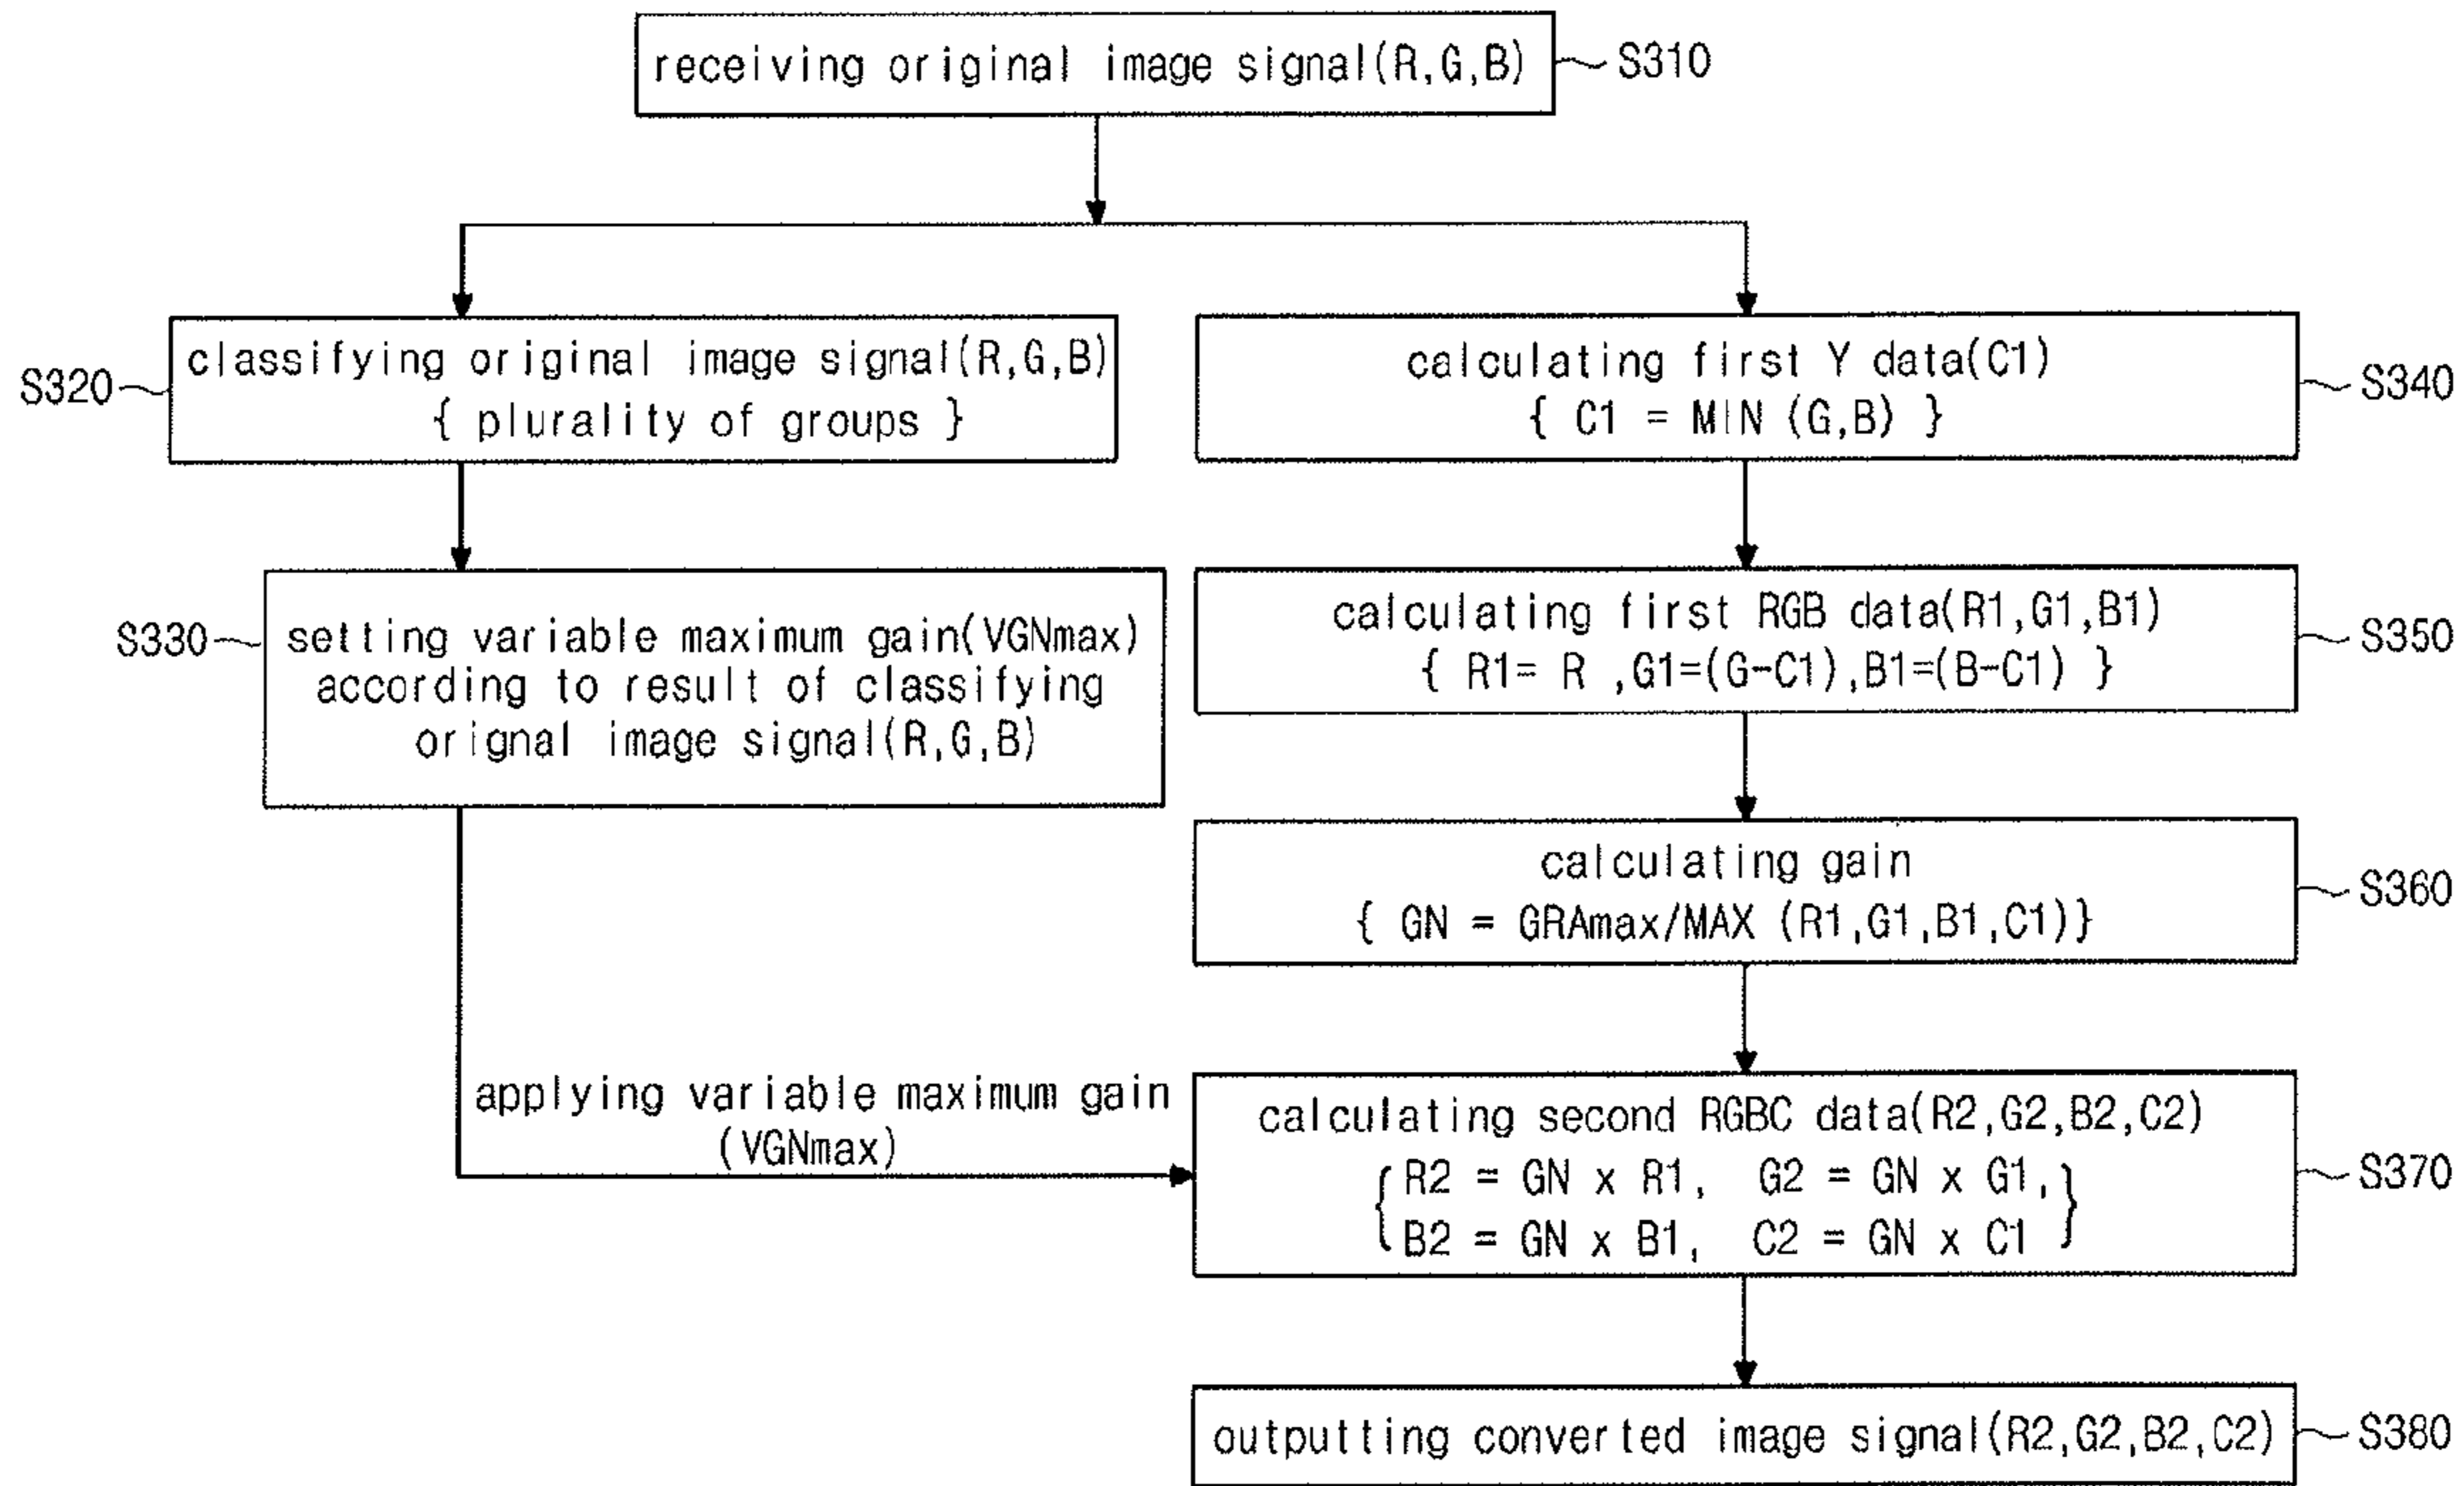 receiving original image signal(R,G,B)
S310
S320
classifying original image signal(R,G,B)
{ plurality of groups }
calculating first Y data(C1)
{ C1 = MIN (G,B) }
S340
S330
setting variable maximum gain(VGNmax)
according to result of classifying
orignal image signal(R,G,B)
calculating first RGB data(R1,G1,B1)
{ R1= R ,G1=(G-C1),B1=(B-C1) }
S350
calculating gain
{ GN = GRAmax/MAX (R1,G1,B1,C1)}
S360
applying variable maximum gain
(VGNmax)
calculating second RGBC data(R2,G2,B2,C2)
{ R2 = GN x R1, G2 = GN x G1,
B2 = GN x B1, C2 = GN x C1 }
S370
outputting converted image signal(R2,G2,B2,C2)
S380